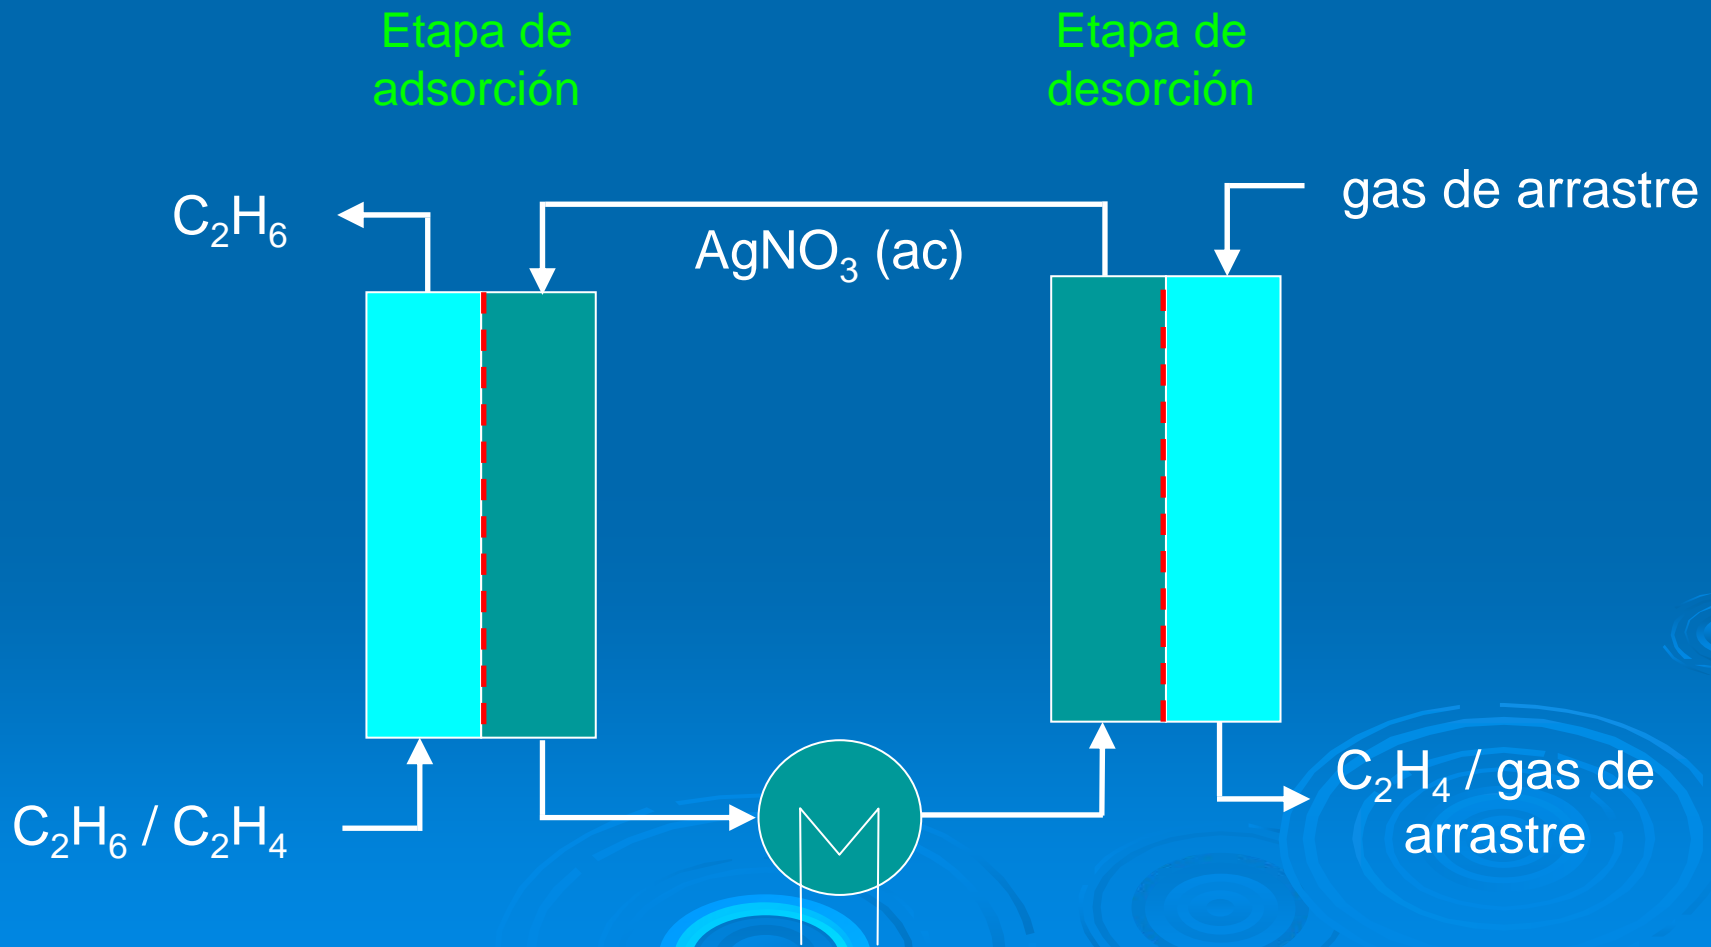 Etapa de
adsorción
Etapa de
desorción
C₂H₆
AgNO₃ (ac)
gas de arrastre
C₂H₆ / C₂H₄
C₂H₄ / gas de
arrastre